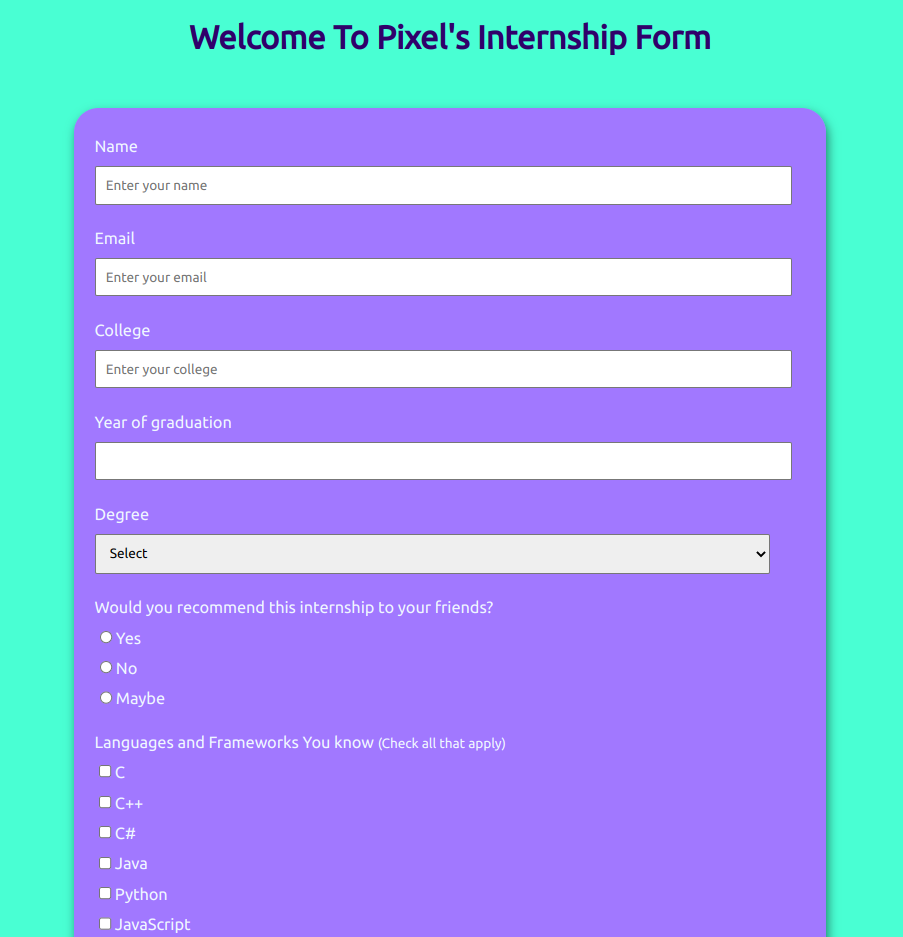 Welcome To Pixel's Internship Form
Name
Enter your name
Email
Enter your email
College
Enter your college
Year of graduation
Degree
Select
Would you recommend this internship to your friends?
Yes
No
Maybe
Languages and Frameworks You know (Check all that apply)
C
C++
C#
Java
Python
JavaScript